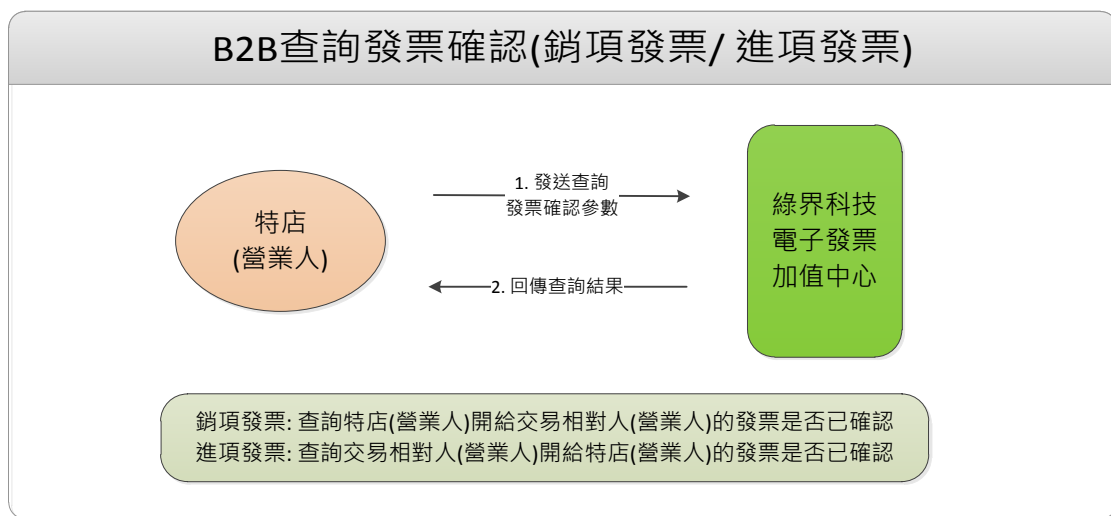 B2B查詢發票確認(銷項發票/ 進項發票)
特店
(營業人)
1. 發送查詢
發票確認參數
綠界科技
電子發票
加值中心
2. 回傳查詢結果
銷項發票: 查詢特店(營業人)開給交易相對人(營業人)的發票是否已確認
進項發票: 查詢交易相對人(營業人)開給特店(營業人)的發票是否已確認